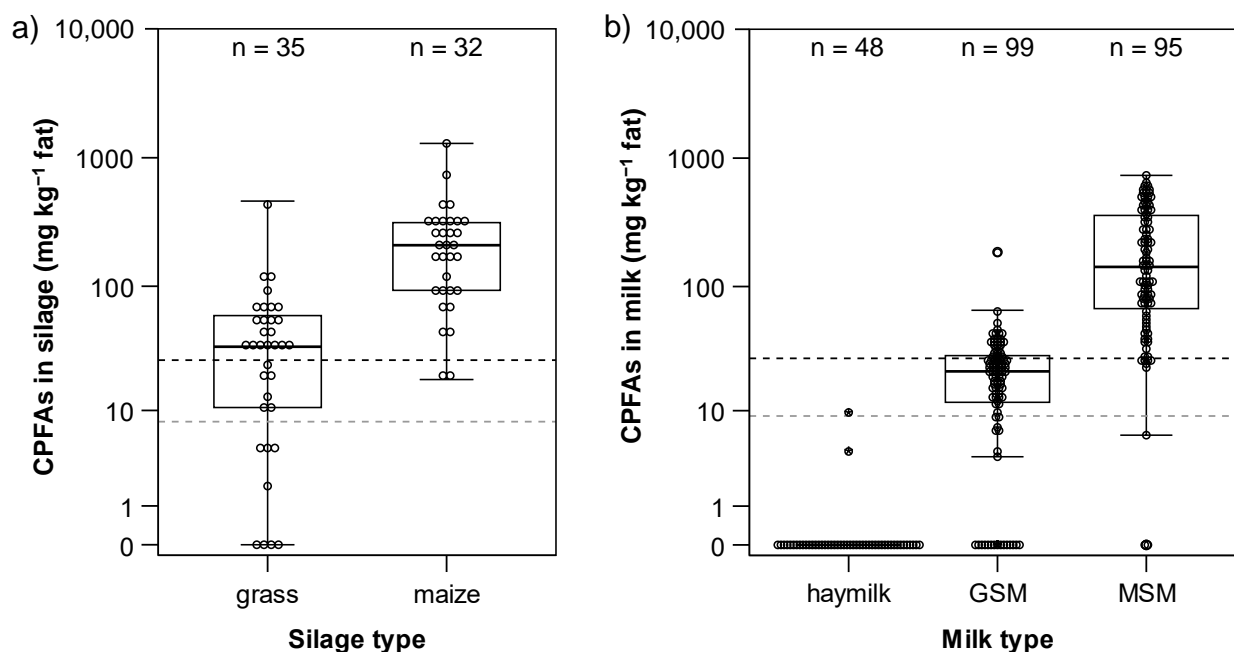 a)
CPFAs in silage (mg kg⁻¹ fat)
10,000
1000
100
10
1
0
n = 35 n = 32
grass maize
Silage type
b)
CPFAs in milk (mg kg⁻¹ fat)
10,000
1000
100
10
1
0
n = 48 n = 99 n = 95
haymilk GSM MSM
Milk type